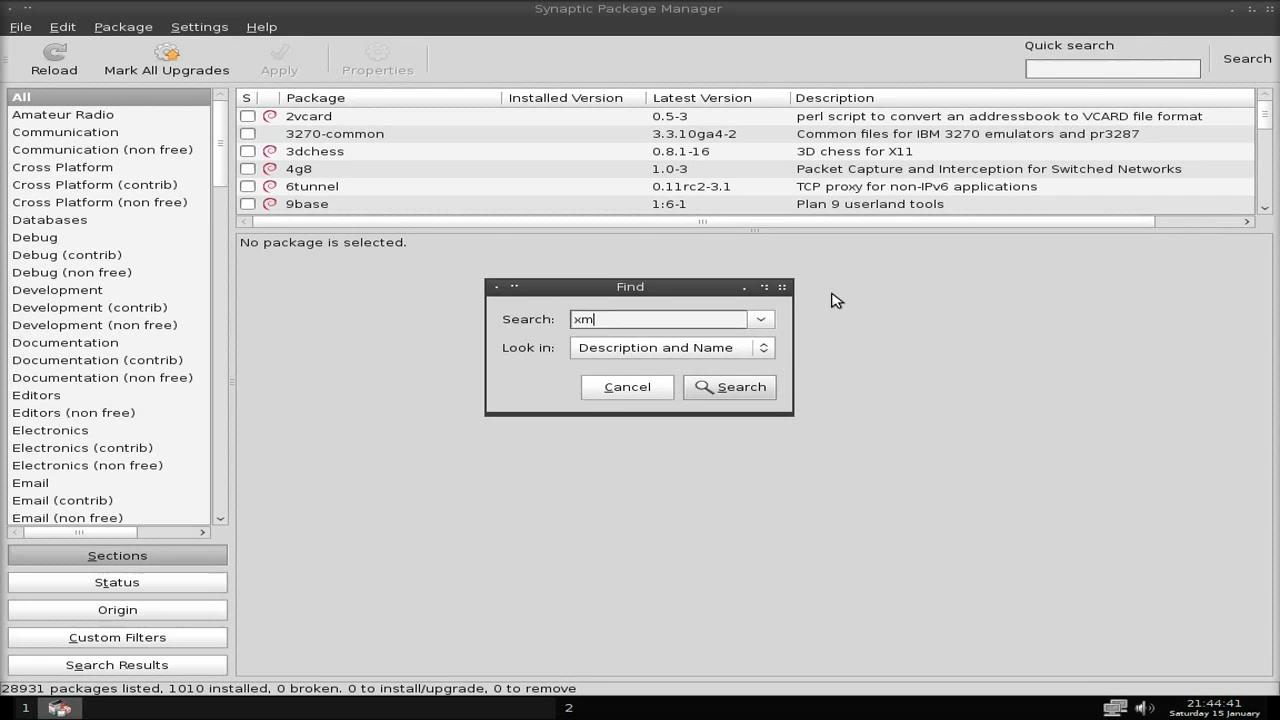 Synaptic Package Manager
File Edit Package Settings Help
Reload
Mark All Upgrades
Apply
Properties
Quick search
Search
All
Amateur Radio
Communication
Communication (non free)
Cross Platform
Cross Platform (contrib)
Cross Platform (non free)
Databases
Debug
Debug (contrib)
Debug (non free)
Development
Development (contrib)
Development (non free)
Documentation
Documentation (contrib)
Documentation (non free)
Editors
Editors (non free)
Electronics
Electronics (contrib)
Electronics (non free)
Email
Email (contrib)
Email (non free)
Sections
Status
Origin
Custom Filters
Search Results
S Package Installed Version Latest Version Description
2vcard 0.5-3 perl script to convert an addressbook to VCARD file format
3270-common 3.3.10ga4-2 Common files for IBM 3270 emulators and pr3287
3dchess 0.8.1-16 3D chess for X11
4g8 1.0-3 Packet Capture and Interception for Switched Networks
6tunnel 0.11rc2-3.1 TCP proxy for non-IPv6 applications
9base 1:6-1 Plan 9 userland tools
No package is selected.
Find
Search: xm
Look in: Description and Name
Cancel Search
28931 packages listed, 1010 installed, 0 broken. 0 to install/upgrade, 0 to remove
1 2
21:44:41
Saturday 15 January